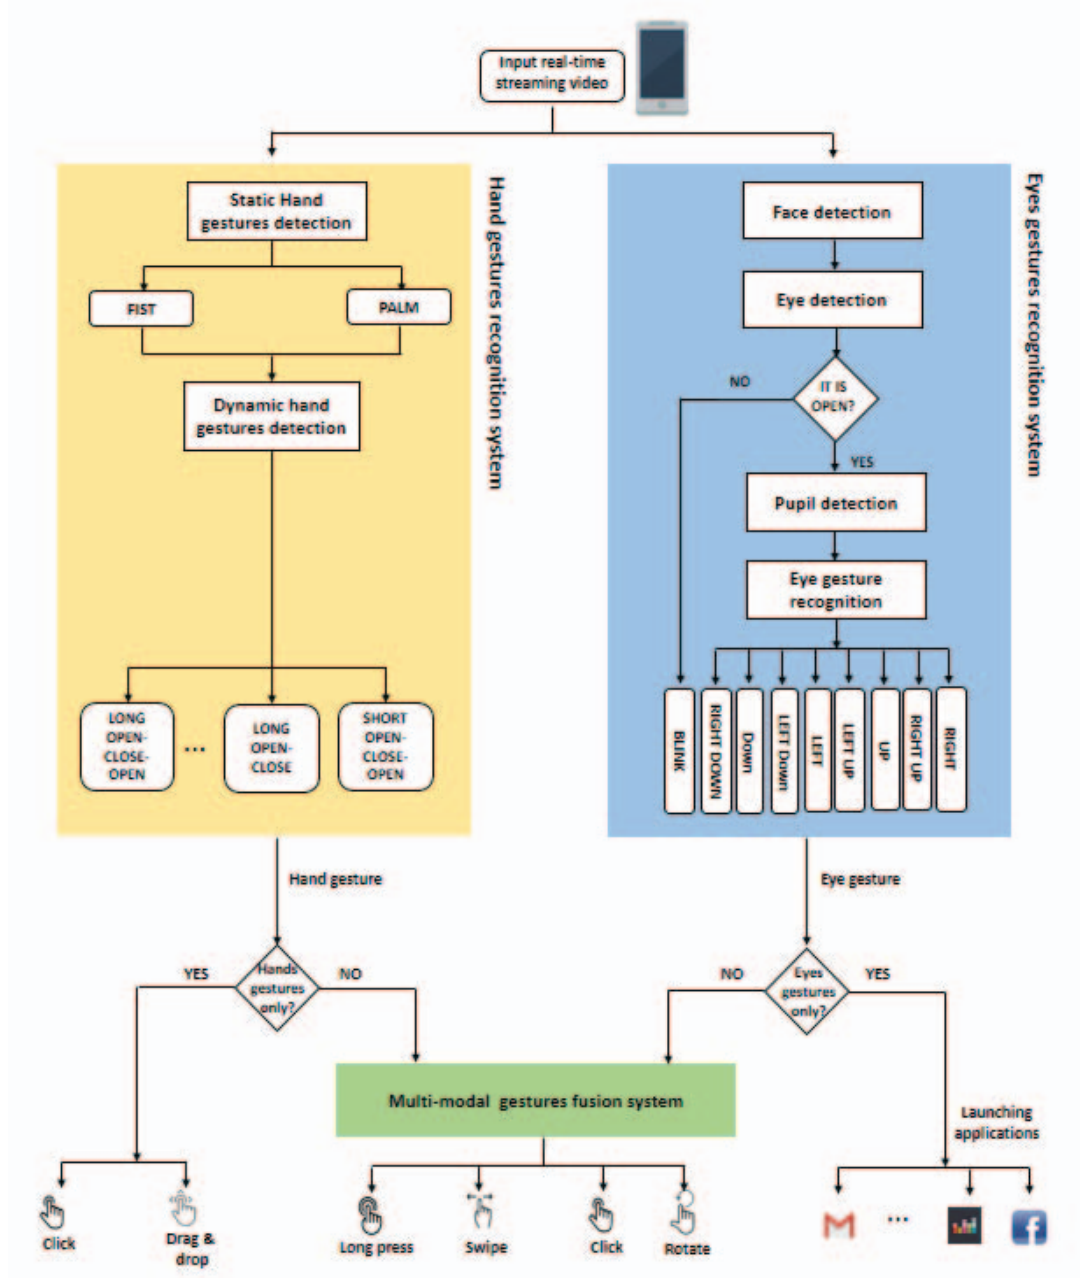 Input real-time
streaming video
Hand gestures recognition system
Static Hand
gestures detection
FIST
PALM
Dynamic hand
gestures detection
LONG
OPEN-
CLOSE-
OPEN
...
LONG
OPEN-
CLOSE
SHORT
OPEN-
CLOSE-
OPEN
Eyes gestures recognition system
Face detection
Eye detection
IT IS
OPEN?
NO
YES
Pupil detection
Eye gesture
recognition
BLINK
RIGHT DOWN
Down
LEFT Down
LEFT
LEFT UP
UP
RIGHT UP
RIGHT
Hand gesture
Eye gesture
YES
Hands
gestures
only?
NO
NO
Eyes
gestures
only?
YES
Multi-modal gestures fusion system
Launching
applications
Click
Drag &
drop
Long press
Swipe
Click
Rotate
...